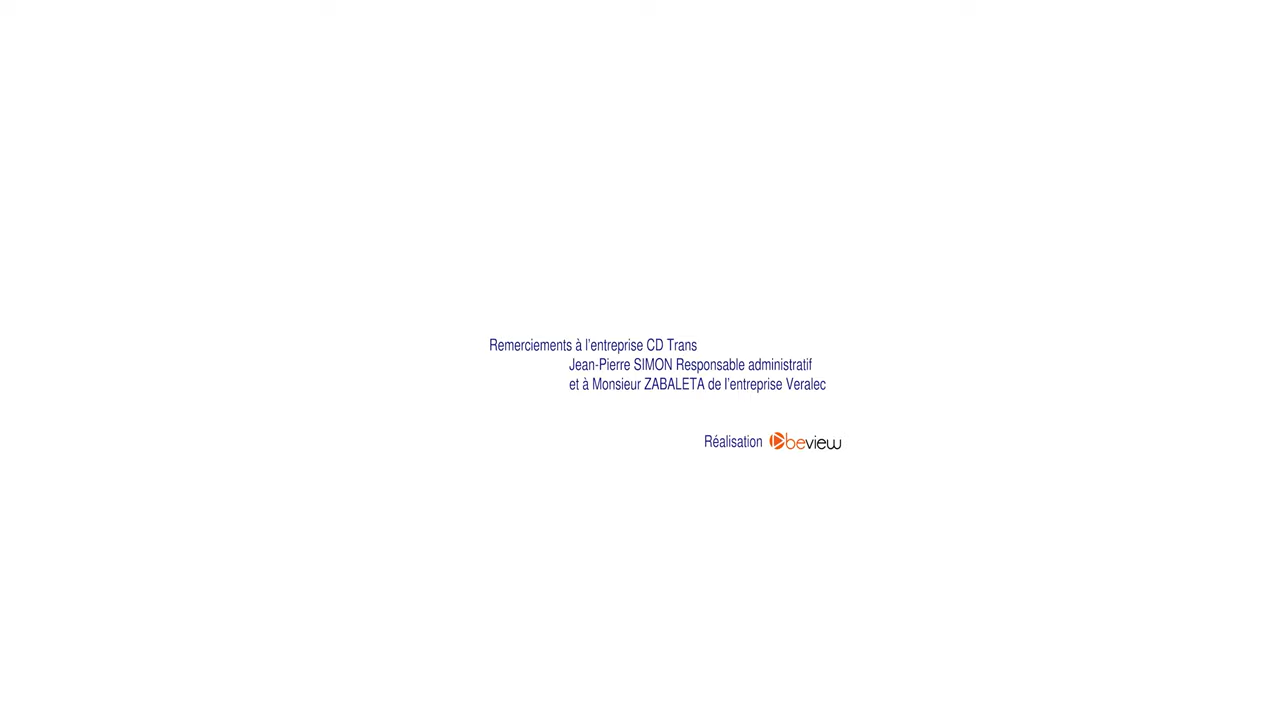 Remerciements à l'entreprise CD Trans
Jean-Pierre SIMON Responsable administratif
et à Monsieur ZABALETA de l'entreprise Veralec
Réalisation beview